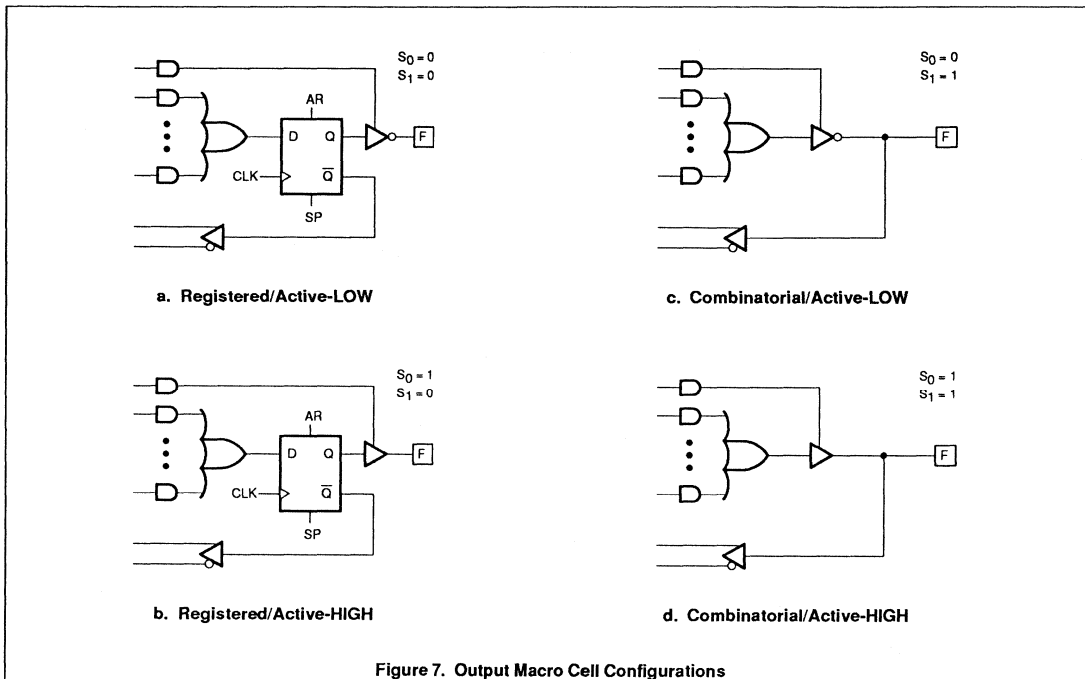 S0 = 0
S1 = 0
AR
D Q
F
CLK Q̅
SP
a. Registered/Active-LOW
S0 = 0
S1 = 1
F
c. Combinatorial/Active-LOW
S0 = 1
S1 = 0
AR
D Q
F
CLK Q̅
SP
b. Registered/Active-HIGH
S0 = 1
S1 = 1
F
d. Combinatorial/Active-HIGH
Figure 7. Output Macro Cell Configurations